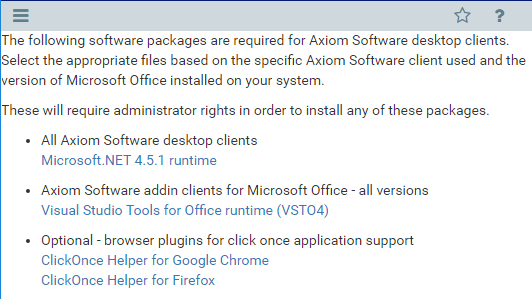 The following software packages are required for Axiom Software desktop clients.
Select the appropriate files based on the specific Axiom Software client used and the
version of Microsoft Office installed on your system.
These will require administrator rights in order to install any of these packages.
• All Axiom Software desktop clients
Microsoft.NET 4.5.1 runtime
• Axiom Software addin clients for Microsoft Office - all versions
Visual Studio Tools for Office runtime (VSTO4)
• Optional - browser plugins for click once application support
ClickOnce Helper for Google Chrome
ClickOnce Helper for Firefox